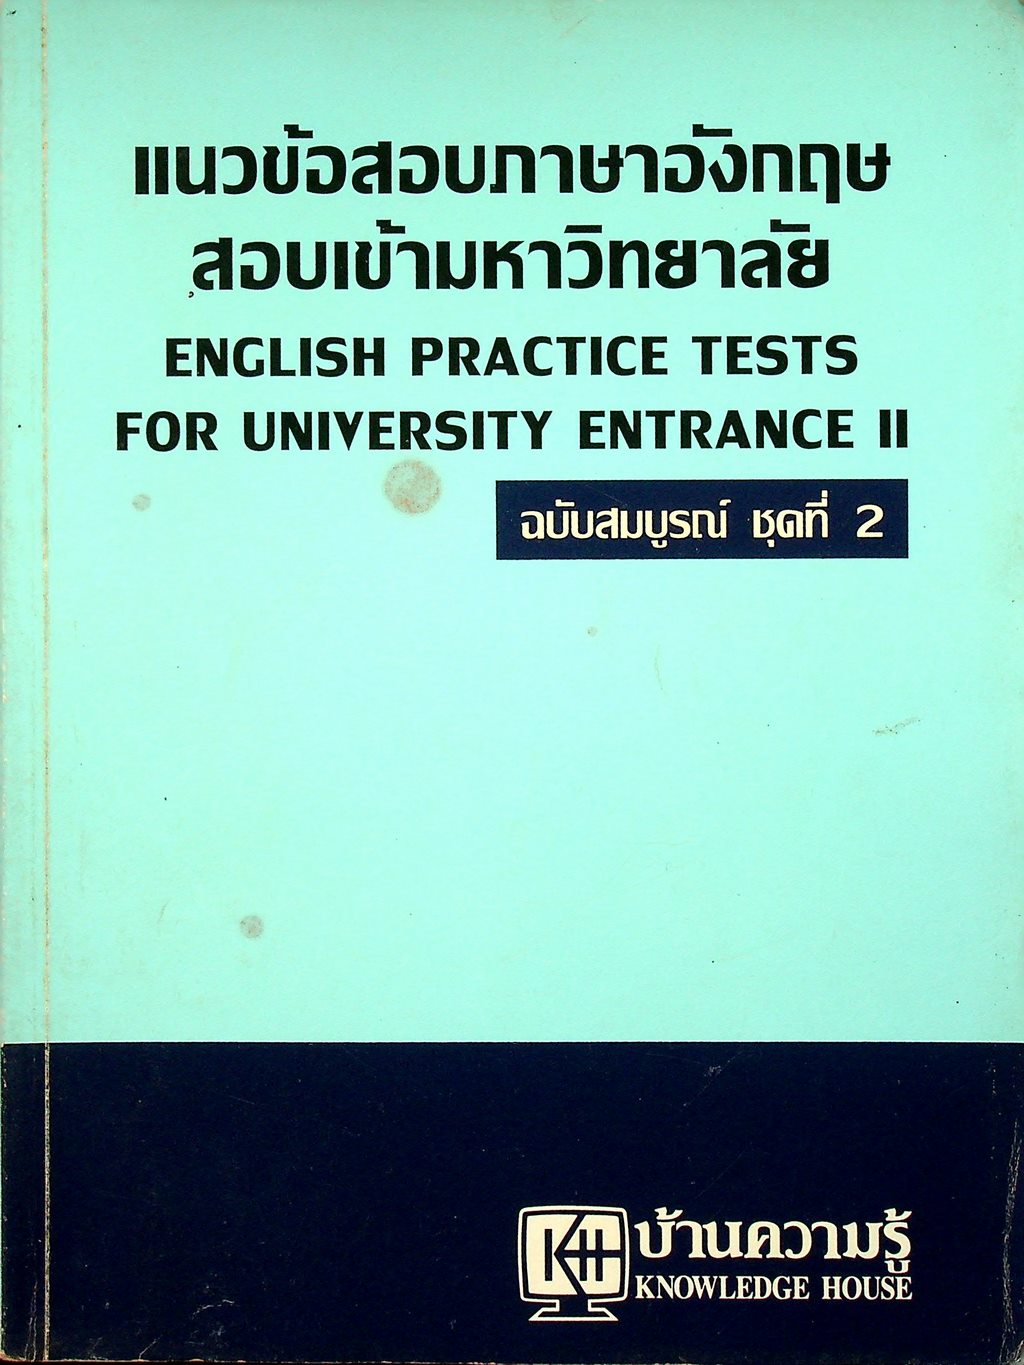 แนวข้อสอบภาษาอังกฤษ
สอบเข้ามหาวิทยาลัย
ENGLISH PRACTICE TESTS
FOR UNIVERSITY ENTRANCE II
ฉบับสมบูรณ์ ชุดที่ 2
KH บ้านความรู้
KNOWLEDGE HOUSE